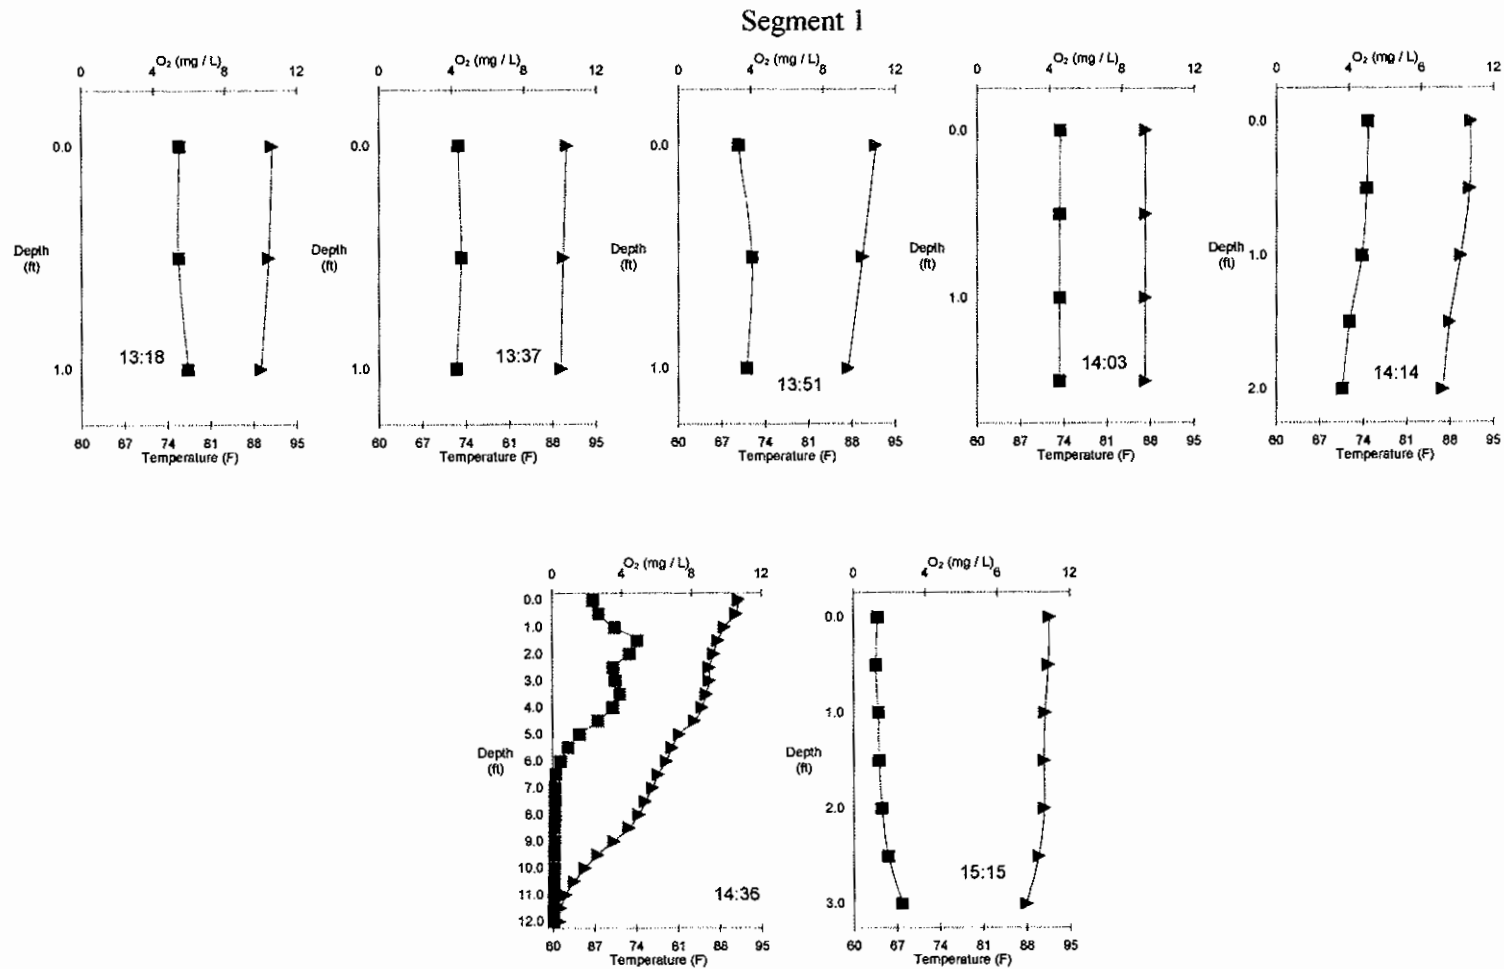 Segment 1
O₂ (mg / L)
0 4 8 12
0.0
Depth
(ft)
1.0
13:18
60 67 74 81 88 95
Temperature (F)
O₂ (mg / L)
0 4 8 12
0.0
Depth
(ft)
1.0
13:37
60 67 74 81 88 95
Temperature (F)
O₂ (mg / L)
0 4 8 12
0.0
Depth
(ft)
1.0
13:51
60 67 74 81 88 95
Temperature (F)
O₂ (mg / L)
0 4 8 12
0.0
Depth
(ft)
1.0
14:03
60 67 74 81 88 95
Temperature (F)
O₂ (mg / L)
0 4 6 12
0.0
Depth
(ft)
1.0
14:14
2.0
60 67 74 81 88 95
Temperature (F)
O₂ (mg / L)
0 4 8 12
0.0
1.0
2.0
3.0
4.0
5.0
Depth
(ft)
6.0
7.0
8.0
9.0
10.0
11.0
14:36
12.0
60 87 74 81 88 95
Temperature (F)
O₂ (mg / L)
0 4 6 12
0.0
1.0
Depth
(ft)
2.0
15:15
3.0
60 67 74 81 88 95
Temperature (F)